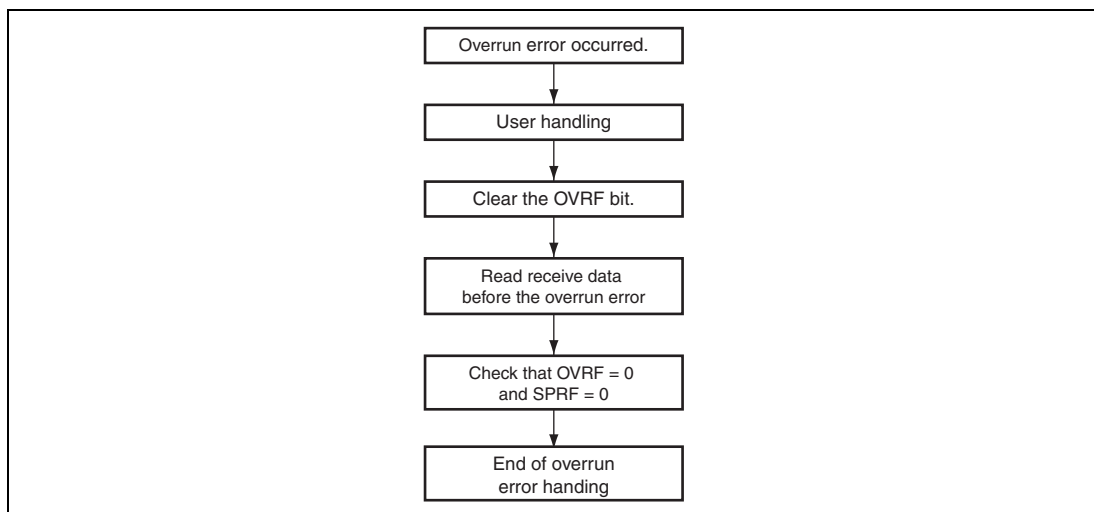 Overrun error occurred.
User handling
Clear the OVRF bit.
Read receive data
before the overrun error
Check that OVRF = 0
and SPRF = 0
End of overrun
error handing